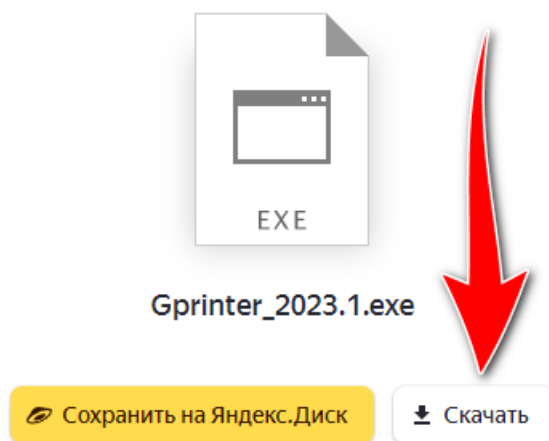 EXE
Gprinter_2023.1.exe
Сохранить на Яндекс.Диск
Скачать